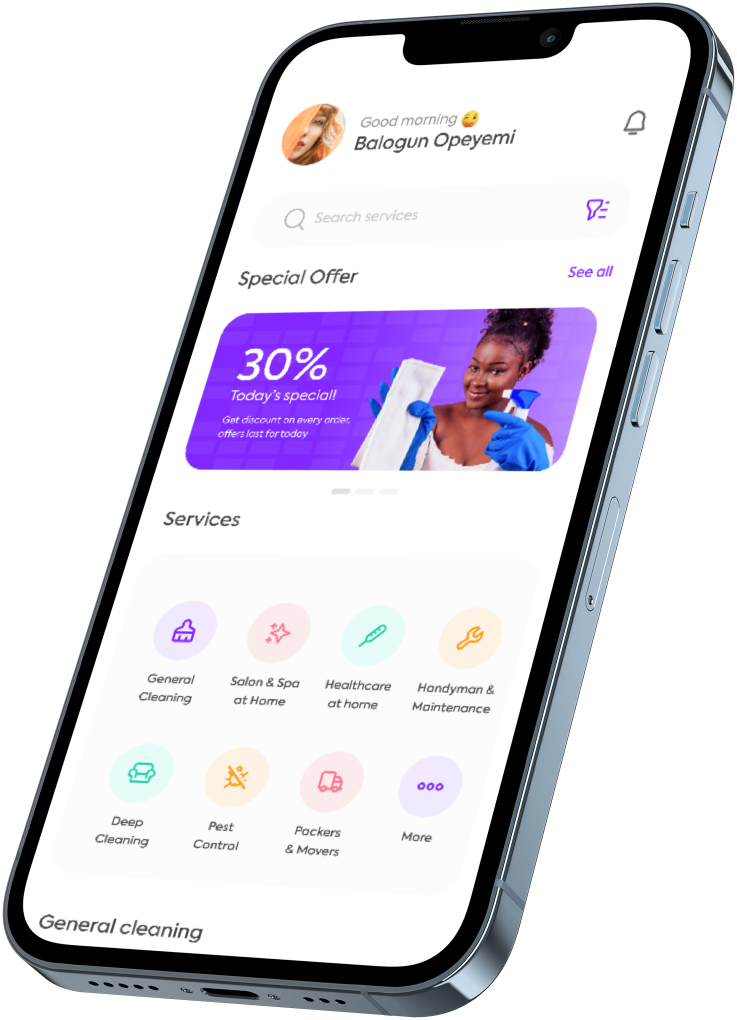 Good morning
Balogun Opeyemi
Search services
Special Offer
See all
30%
Today's special!
Get discount on every order,
offers last for today
Services
General
Cleaning
Salon & Spa
at Home
Healthcare
at home
Handyman &
Maintenance
Deep
Cleaning
Pest
Control
Packers
& Movers
More
General cleaning